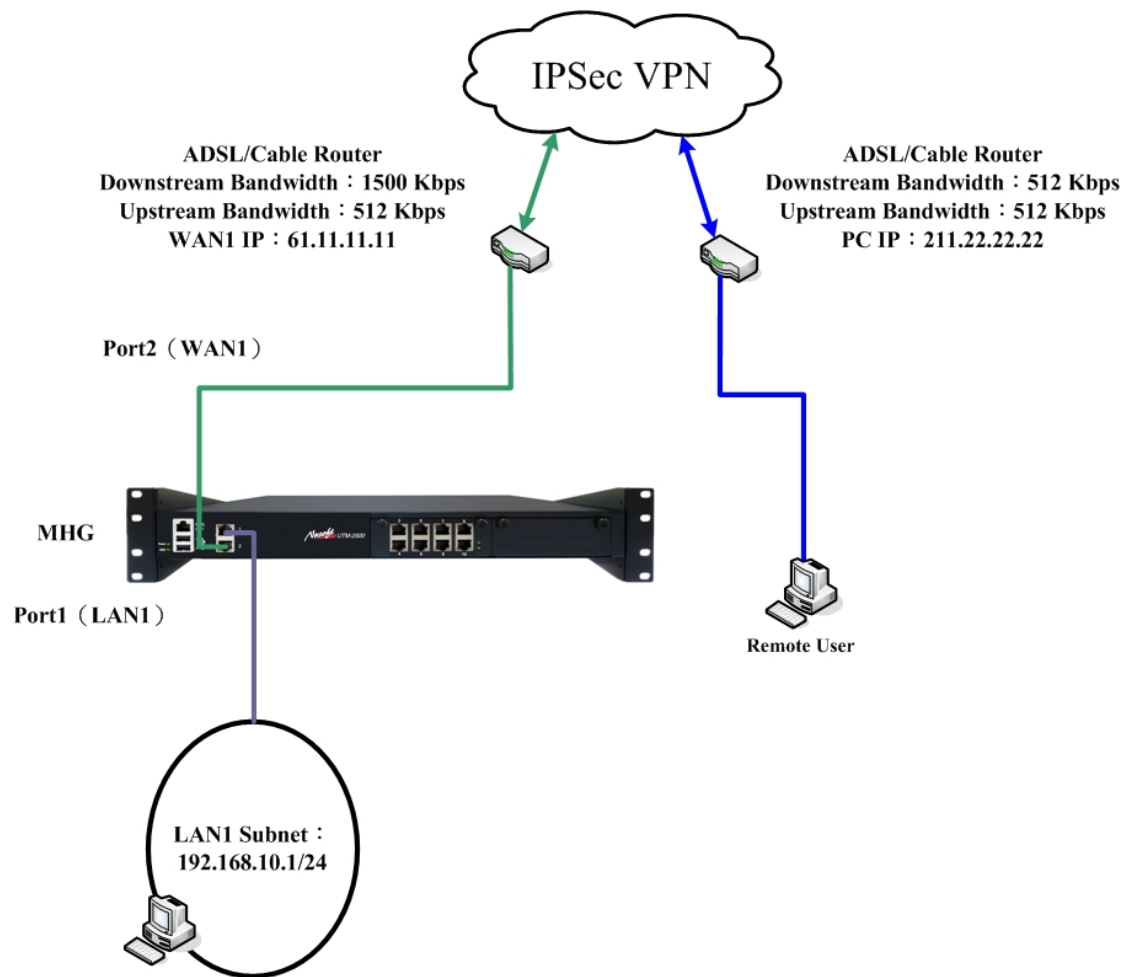 IPSec VPN
ADSL/Cable Router
Downstream Bandwidth：1500 Kbps
Upstream Bandwidth：512 Kbps
WAN1 IP：61.11.11.11
ADSL/Cable Router
Downstream Bandwidth：512 Kbps
Upstream Bandwidth：512 Kbps
PC IP：211.22.22.22
Port2（WAN1）
MHG
UTM-2500
Port1（LAN1）
Remote User
LAN1 Subnet：
192.168.10.1/24